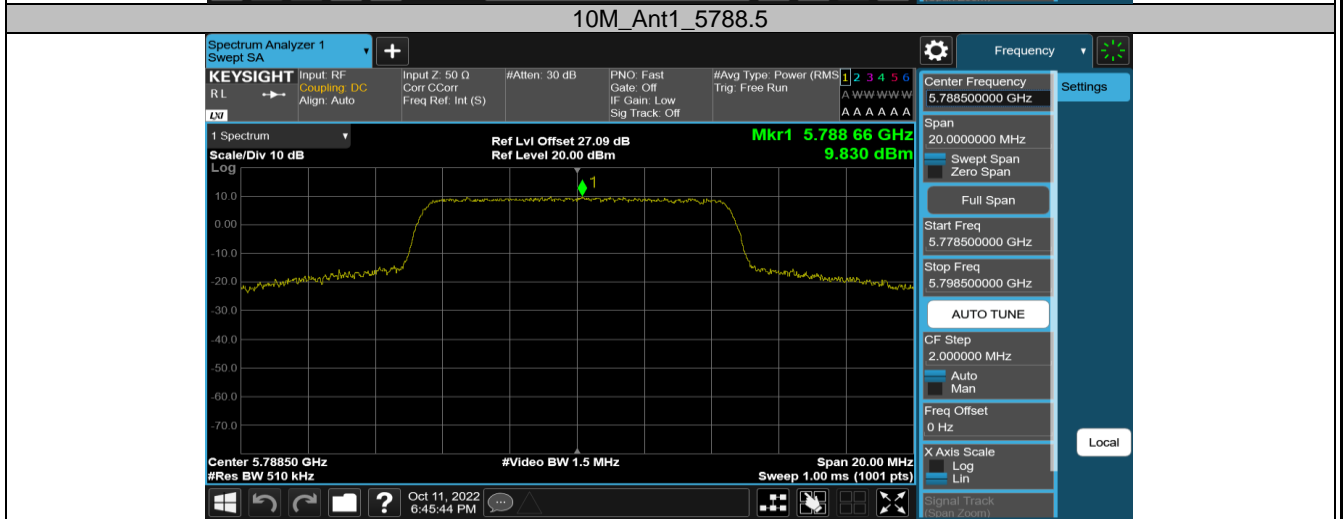 10M_Ant1_5788.5
Spectrum Analyzer 1
Swept SA
Frequency
KEYSIGHT
RL
LXI
Input: RF
Coupling: DC
Align: Auto
Input Z: 50 Ω
Corr CCorr
Freq Ref: Int (S)
#Atten: 30 dB
PNO: Fast
Gate: Off
IF Gain: Low
Sig Track: Off
#Avg Type: Power (RMS
Trig: Free Run
1 2 3 4 5 6
A W W W W W
A A A A A A
1 Spectrum
Scale/Div 10 dB
Log
Ref Lvl Offset 27.09 dB
Ref Level 20.00 dBm
Mkr1 5.788 66 GHz
9.830 dBm
1
10.0
0.00
-10.0
-20.0
-30.0
-40.0
-50.0
-60.0
-70.0
Center 5.78850 GHz
#Res BW 510 kHz
#Video BW 1.5 MHz
Span 20.00 MHz
Sweep 1.00 ms (1001 pts)
Center Frequency
5.788500000 GHz
Settings
Span
20.0000000 MHz
Swept Span
Zero Span
Full Span
Start Freq
5.778500000 GHz
Stop Freq
5.798500000 GHz
AUTO TUNE
CF Step
2.000000 MHz
Auto
Man
Freq Offset
0 Hz
X Axis Scale
Log
Lin
Local
Signal Track
(Span Zoom)
?
Oct 11, 2022
6:45:44 PM